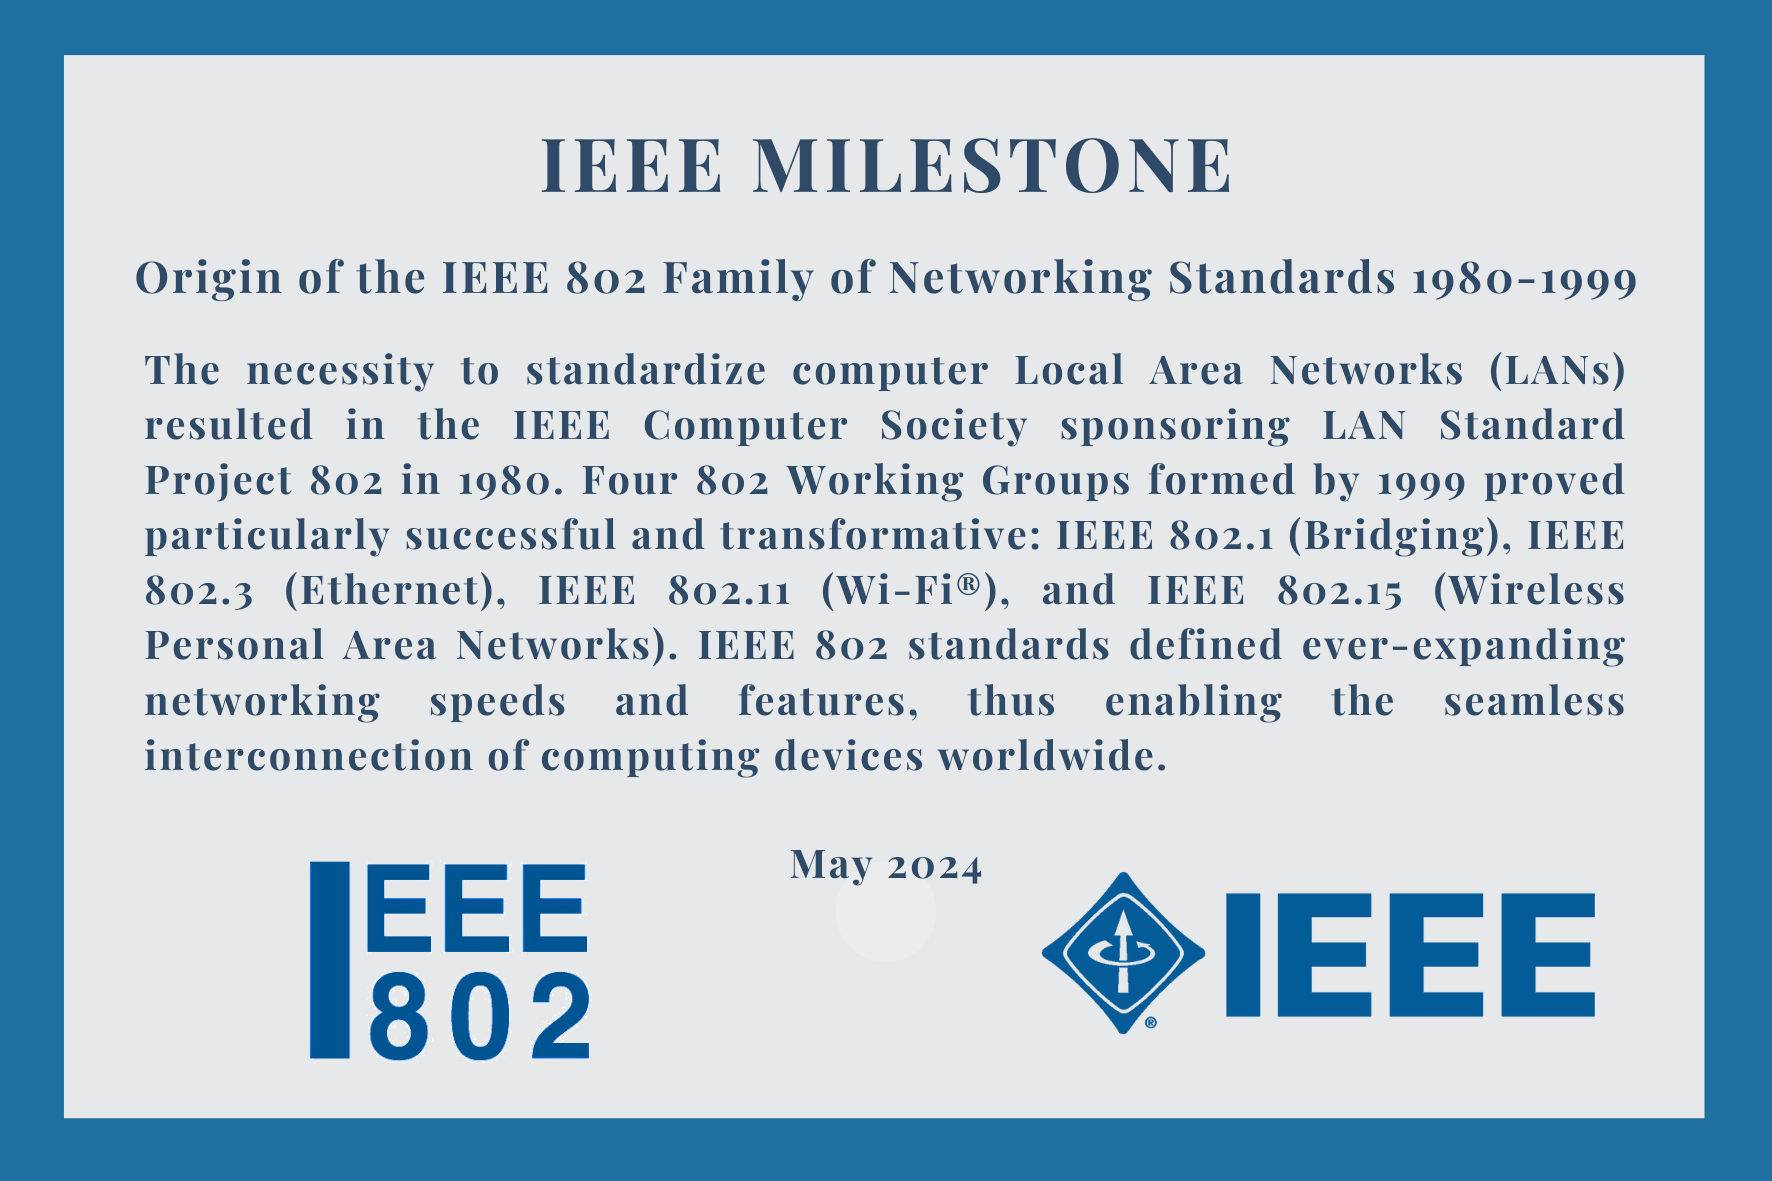 IEEE MILESTONE
Origin of the IEEE 802 Family of Networking Standards 1980-1999
The necessity to standardize computer Local Area Networks (LANs)
resulted in the IEEE Computer Society sponsoring LAN Standard
Project 802 in 1980. Four 802 Working Groups formed by 1999 proved
particularly successful and transformative: IEEE 802.1 (Bridging), IEEE
802.3 (Ethernet), IEEE 802.11 (Wi-Fi®), and IEEE 802.15 (Wireless
Personal Area Networks). IEEE 802 standards defined ever-expanding
networking speeds and features, thus enabling the seamless
interconnection of computing devices worldwide.
May 2024
IEEE
802
® IEEE